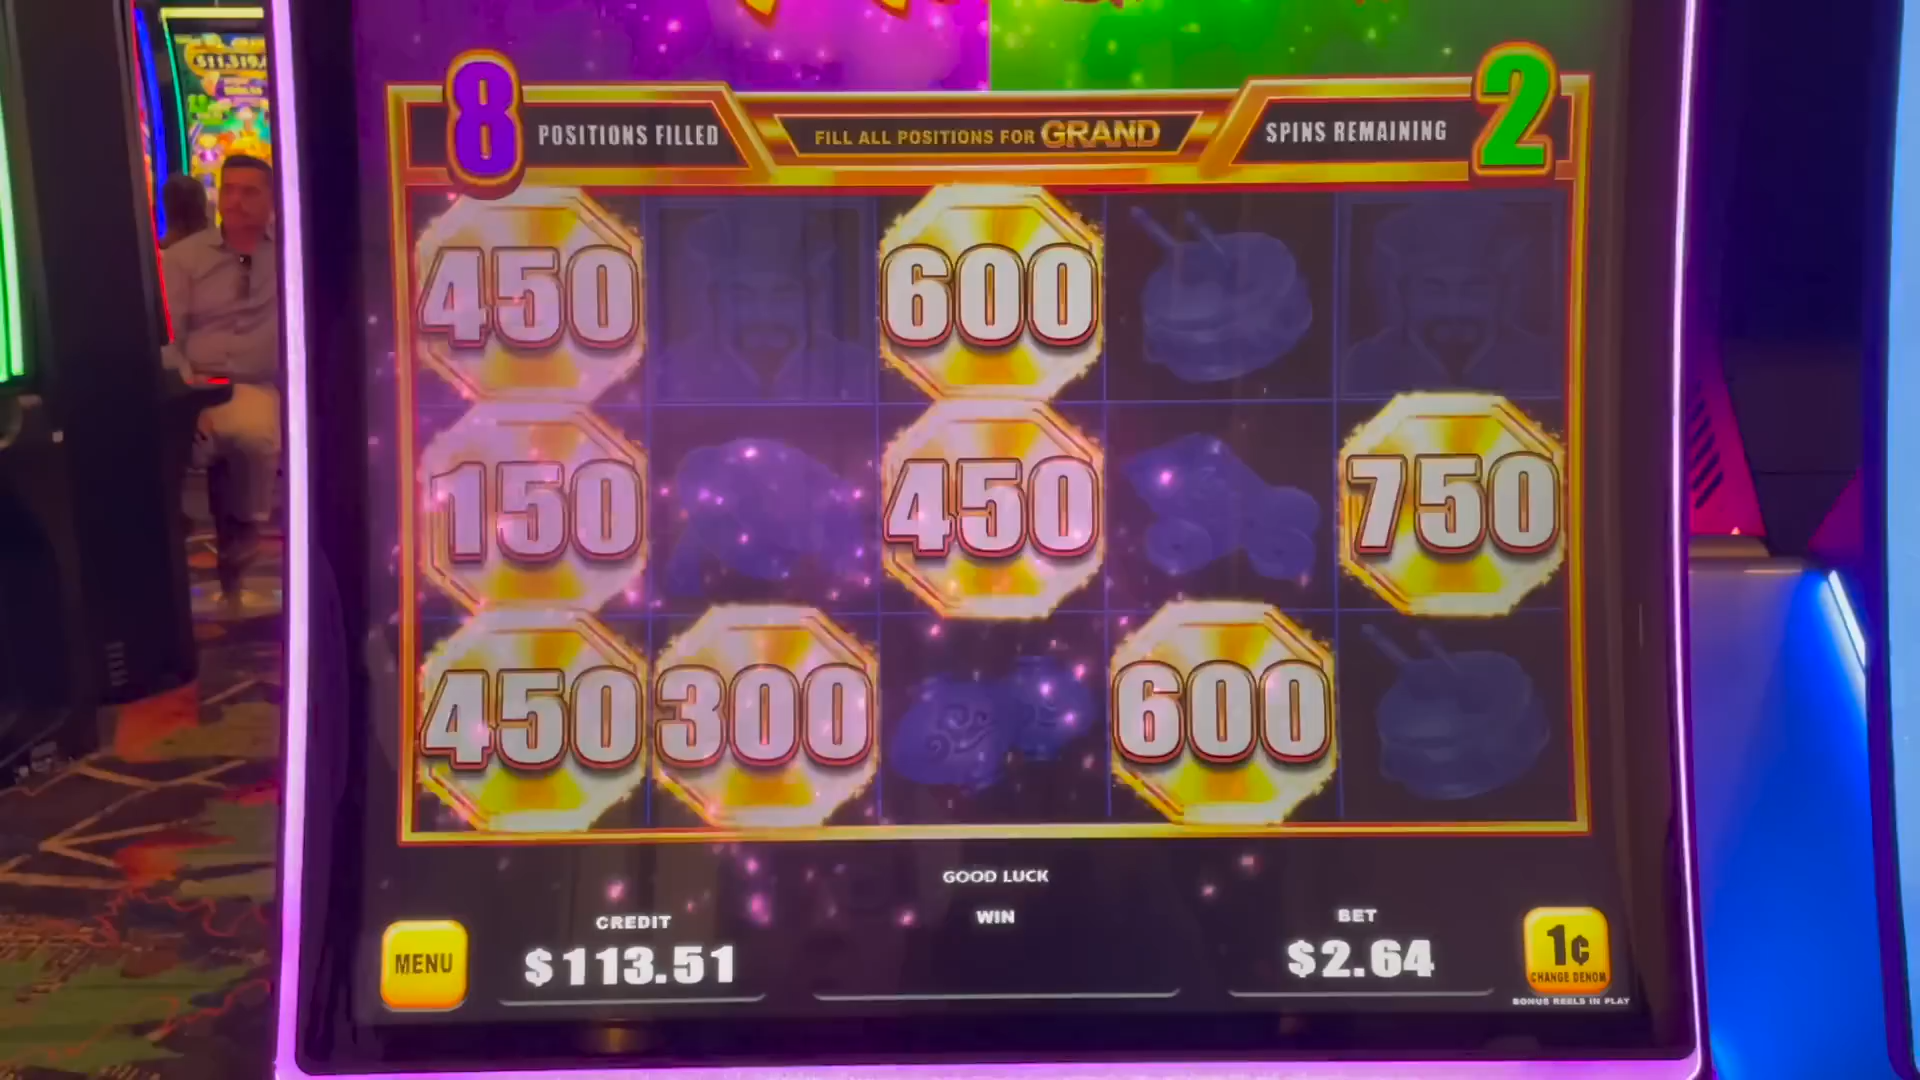 8 POSITIONS FILLED
FILL ALL POSITIONS FOR GRAND
SPINS REMAINING 2
450 600
150 450 750
450 300 600
GOOD LUCK
CREDIT WIN BET
$113.51 $2.64
MENU
1¢
CHANGE DENOM
BONUS REELS IN PLAY